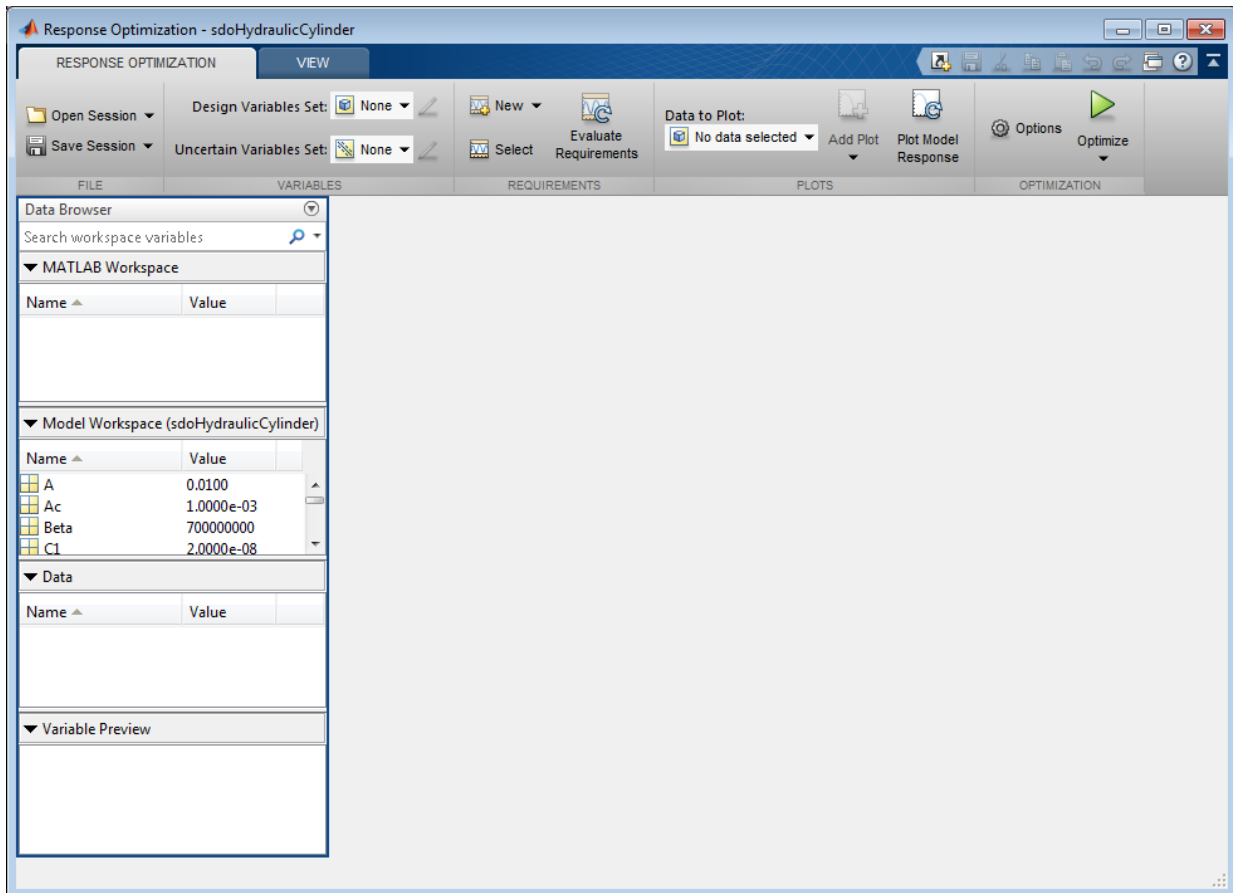 Response Optimization - sdoHydraulicCylinder
RESPONSE OPTIMIZATION VIEW
Open Session
Save Session
FILE
Design Variables Set: None
Uncertain Variables Set: None
VARIABLES
New
Select
Evaluate
Requirements
REQUIREMENTS
Data to Plot:
No data selected
Add Plot
Plot Model
Response
PLOTS
Options
Optimize
OPTIMIZATION
Data Browser
Search workspace variables
MATLAB Workspace
Name Value
Model Workspace (sdoHydraulicCylinder)
Name Value
A 0.0100
Ac 1.0000e-03
Beta 700000000
C1 2.0000e-08
Data
Name Value
Variable Preview